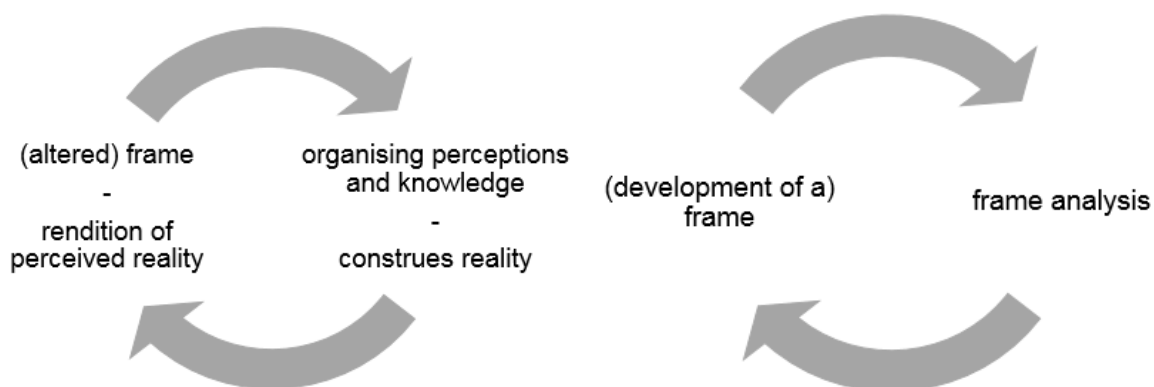 (altered) frame
-
rendition of
perceived reality
organising perceptions
and knowledge
-
construes reality
(development of a)
frame
frame analysis